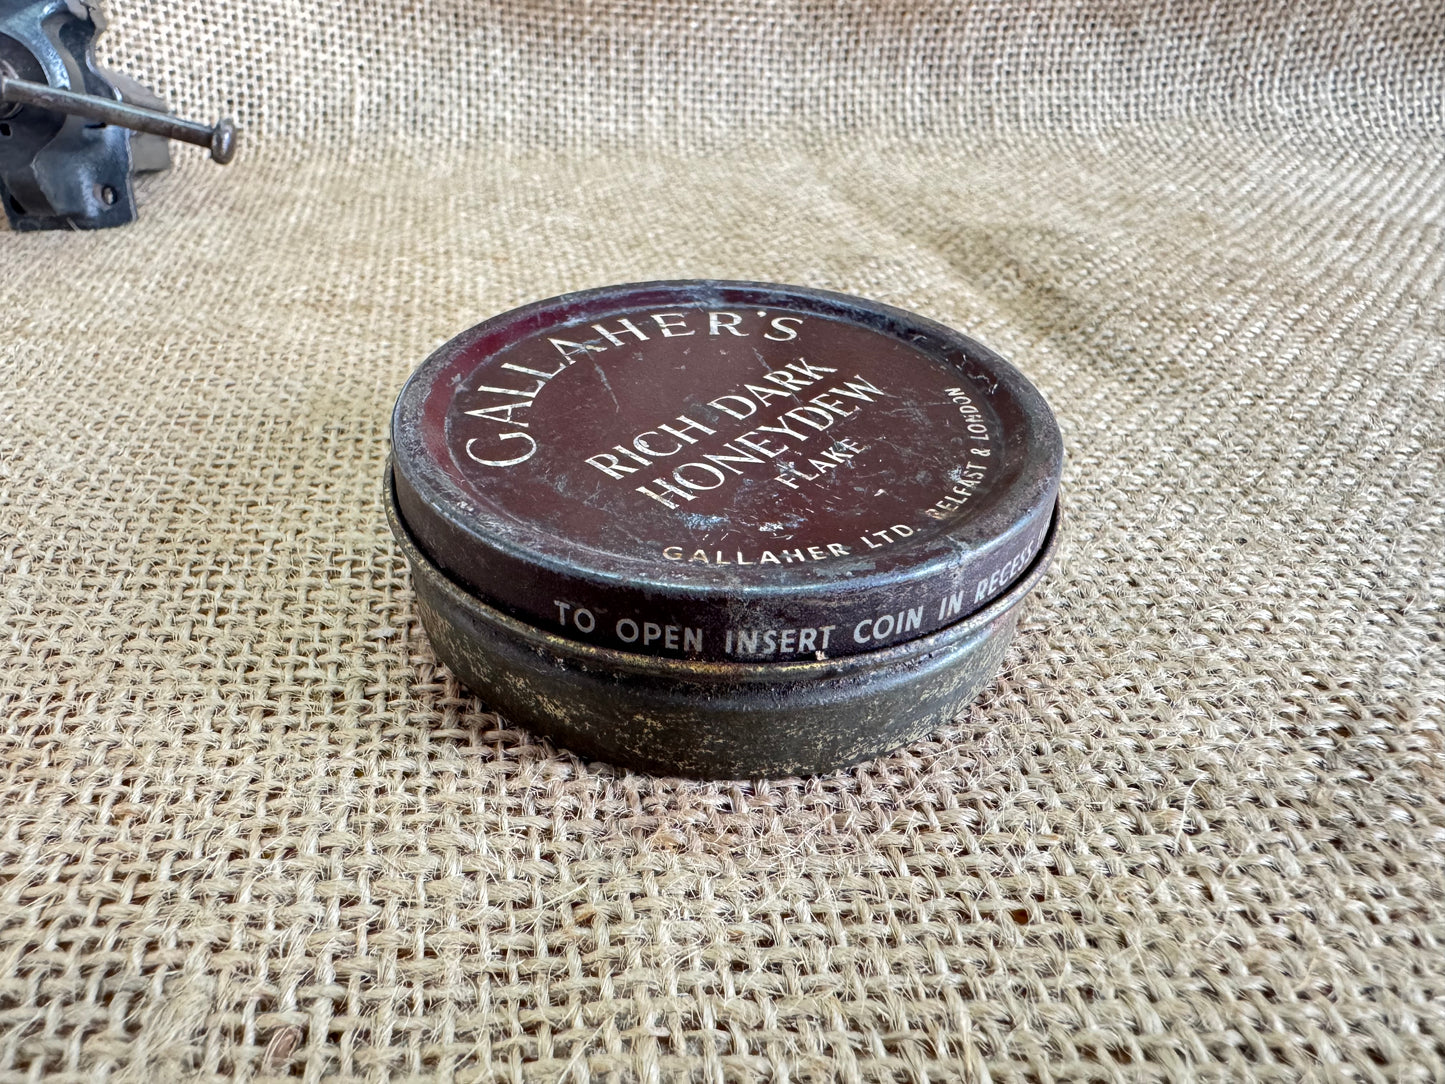 GALLAHER'S
RICH DARK
HONEYDEW
FLAKE
GALLAHER LTD. BELFAST & LONDON
TO OPEN INSERT COIN IN RECESS